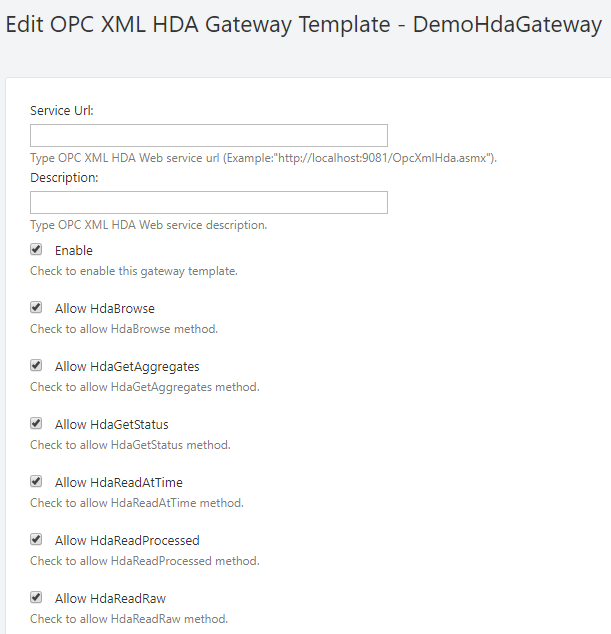 Edit OPC XML HDA Gateway Template - DemoHdaGateway
Service Url:
Type OPC XML HDA Web service url (Example:"http://localhost:9081/OpcXmlHda.asmx").
Description:
Type OPC XML HDA Web service description.
Enable
Check to enable this gateway template.
Allow HdaBrowse
Check to allow HdaBrowse method.
Allow HdaGetAggregates
Check to allow HdaGetAggregates method.
Allow HdaGetStatus
Check to allow HdaGetStatus method.
Allow HdaReadAtTime
Check to allow HdaReadAtTime method.
Allow HdaReadProcessed
Check to allow HdaReadProcessed method.
Allow HdaReadRaw
Check to allow HdaReadRaw method.